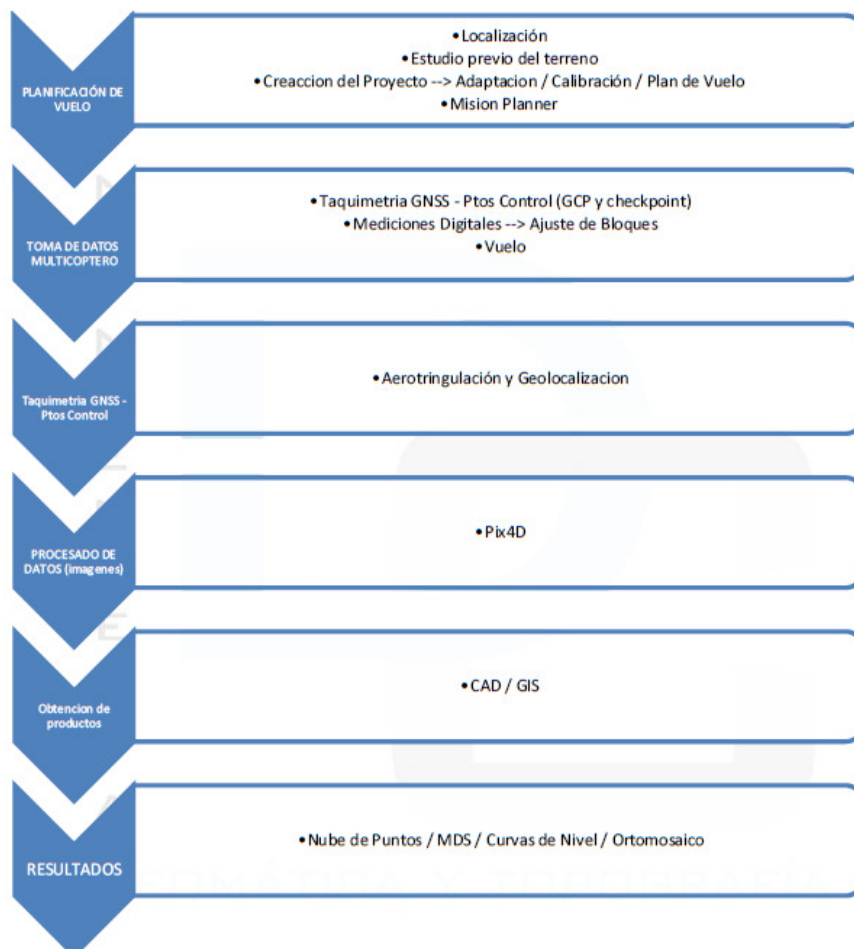 PLANIFICACIÓN DE
VUELO
•Localización
•Estudio previo del terreno
•Creaccion del Proyecto --> Adaptacion / Calibración / Plan de Vuelo
•Mision Planner
TOMA DE DATOS
MULTICOPTERO
•Taquimetria GNSS - Ptos Control (GCP y checkpoint)
•Mediciones Digitales --> Ajuste de Bloques
•Vuelo
Taquimetria GNSS -
Ptos Control
•Aerotringulación y Geolocalizacion
PROCESADO DE
DATOS (imagenes)
•Pix4D
Obtencion de
productos
•CAD / GIS
RESULTADOS
•Nube de Puntos / MDS / Curvas de Nivel / Ortomosaico